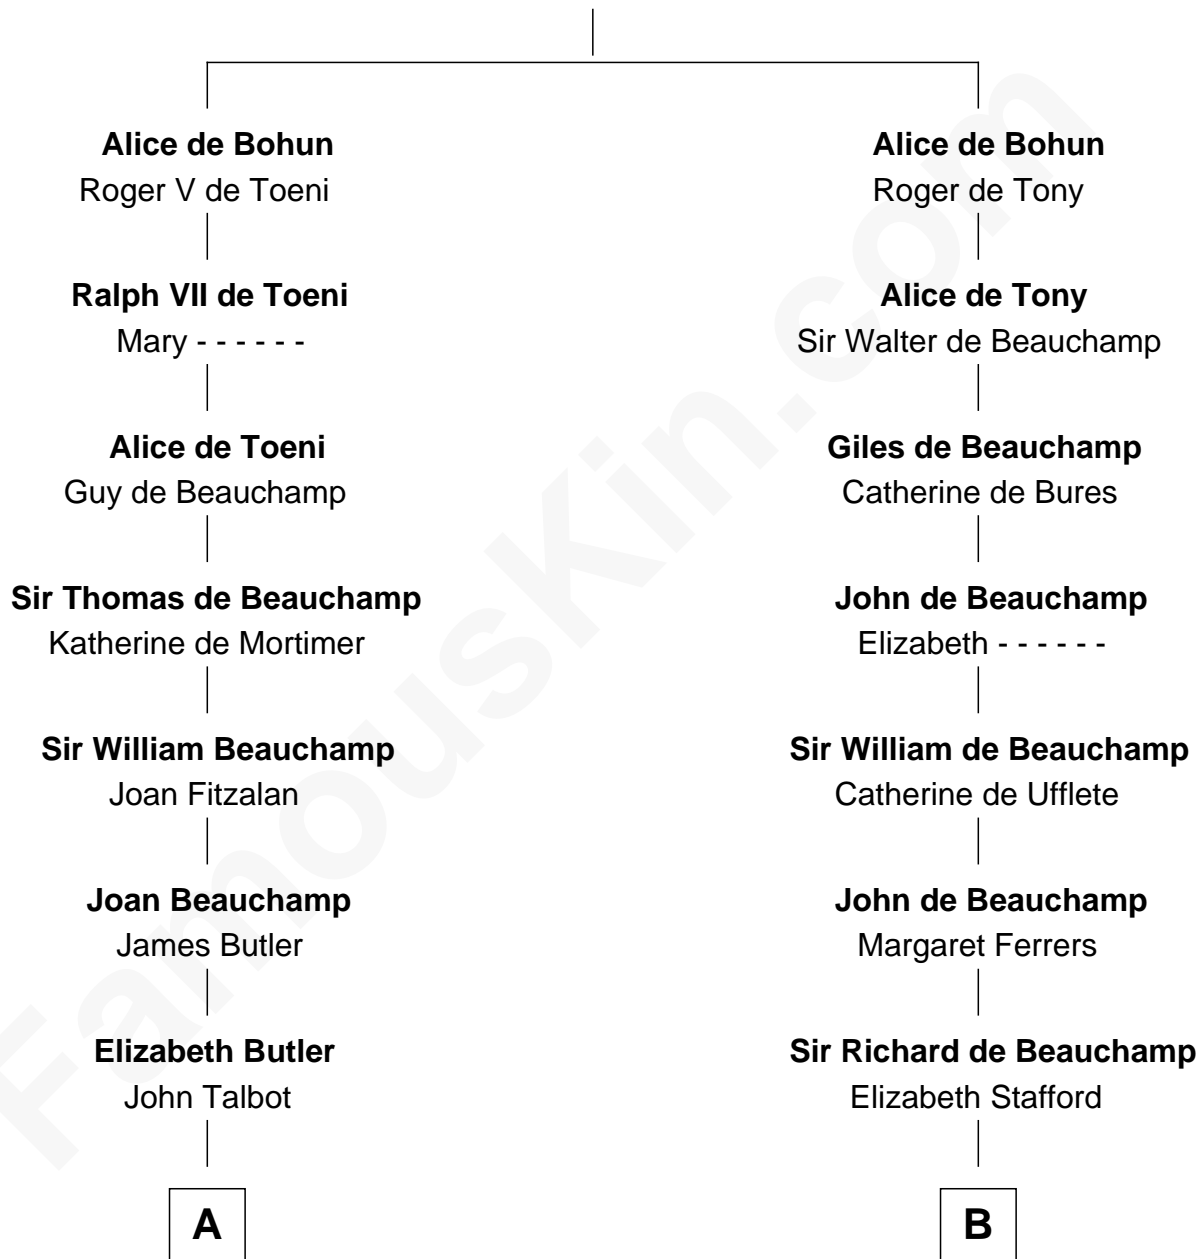 Alice de Bohun
Roger V de Toeni
Ralph VII de Toeni
Mary - - - - - -
Alice de Toeni
Guy de Beauchamp
Sir Thomas de Beauchamp
Katherine de Mortimer
Sir William Beauchamp
Joan Fitzalan
Joan Beauchamp
James Butler
Elizabeth Butler
John Talbot
A
Alice de Bohun
Roger de Tony
Alice de Tony
Sir Walter de Beauchamp
Giles de Beauchamp
Catherine de Bures
John de Beauchamp
Elizabeth - - - - - -
Sir William de Beauchamp
Catherine de Ufflete
John de Beauchamp
Margaret Ferrers
Sir Richard de Beauchamp
Elizabeth Stafford
B
FamousKin.com